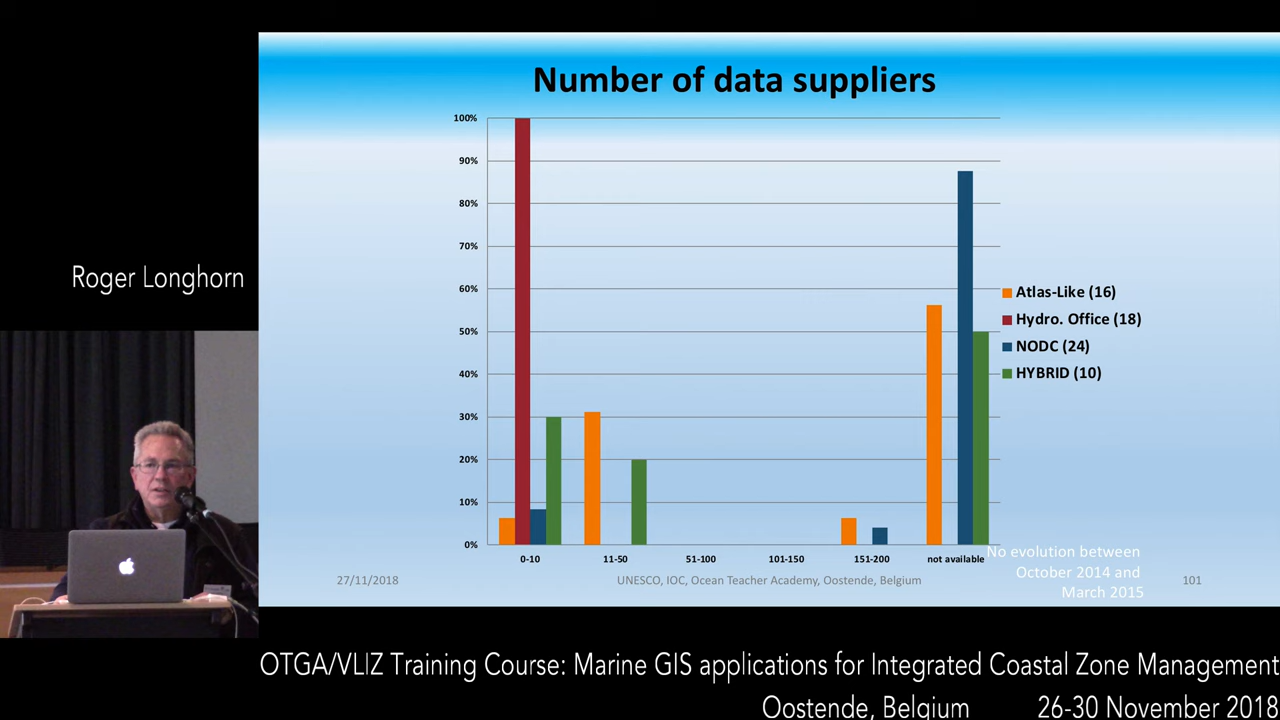 Number of data suppliers
100%
90%
80%
70%
60%
50%
40%
30%
20%
10%
0%
0-10
11-50
51-100
101-150
151-200
not available
Atlas-Like (16)
Hydro. Office (18)
NODC (24)
HYBRID (10)
No evolution between
October 2014 and
March 2015
27/11/2018
UNESCO, IOC, Ocean Teacher Academy, Oostende, Belgium
101
Roger Longhorn
OTGA/VLIZ Training Course: Marine GIS applications for Integrated Coastal Zone Management
Oostende, Belgium 26-30 November 2018